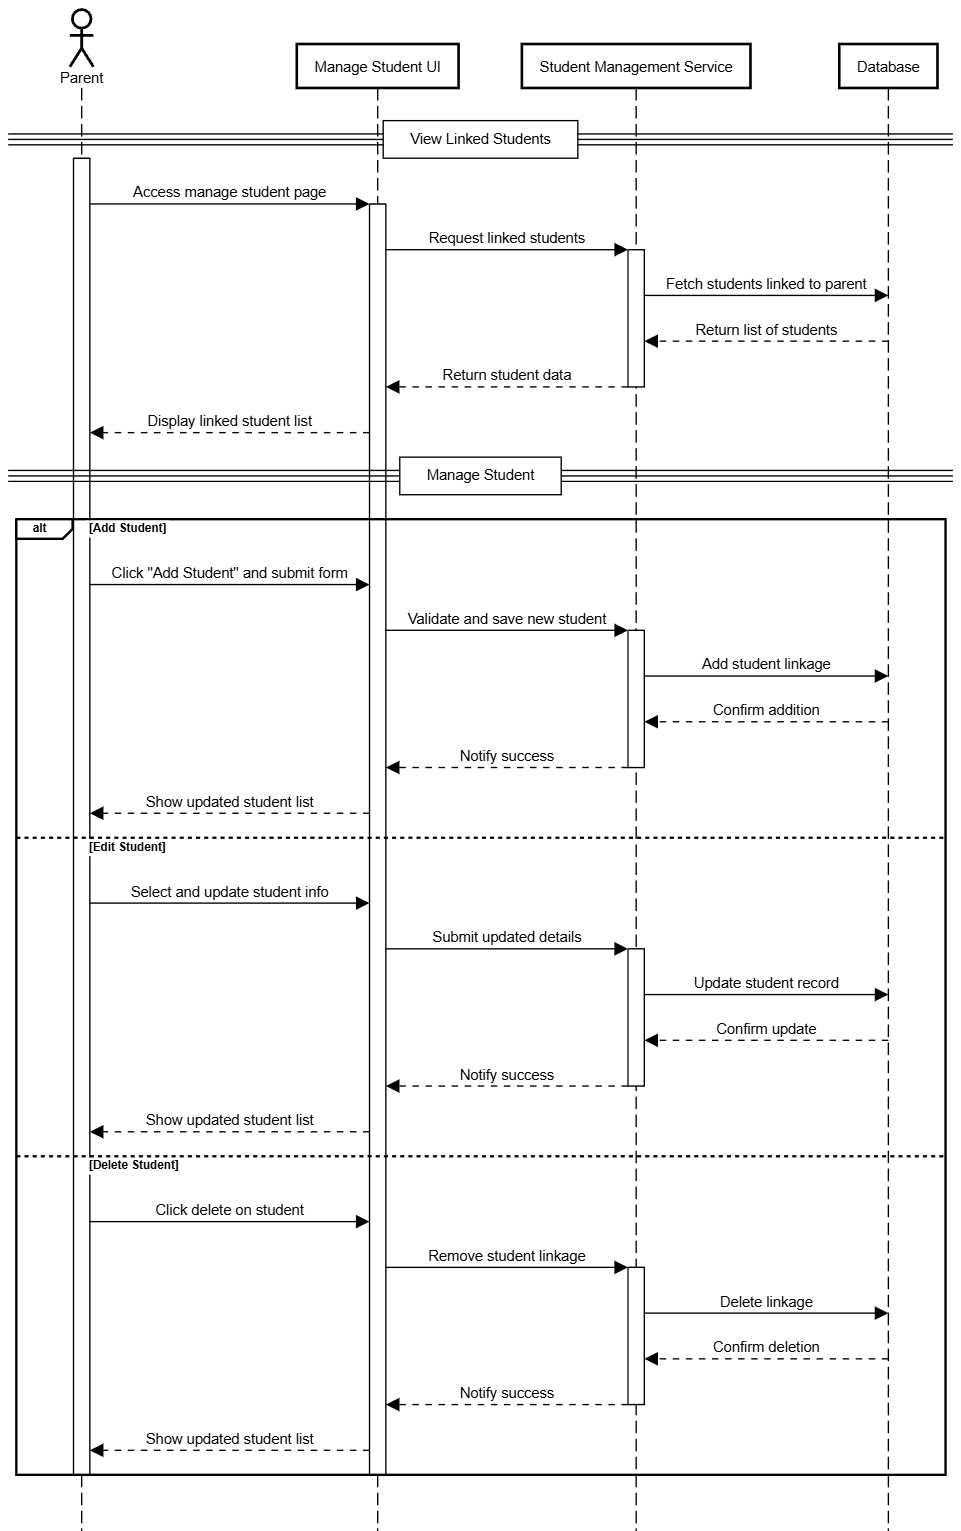 Parent
Manage Student UI
Student Management Service
Database
View Linked Students
Access manage student page
Request linked students
Fetch students linked to parent
Return list of students
Return student data
Display linked student list
Manage Student
alt
[Add Student]
Click "Add Student" and submit form
Validate and save new student
Add student linkage
Confirm addition
Notify success
Show updated student list
[Edit Student]
Select and update student info
Submit updated details
Update student record
Confirm update
Notify success
Show updated student list
[Delete Student]
Click delete on student
Remove student linkage
Delete linkage
Confirm deletion
Notify success
Show updated student list